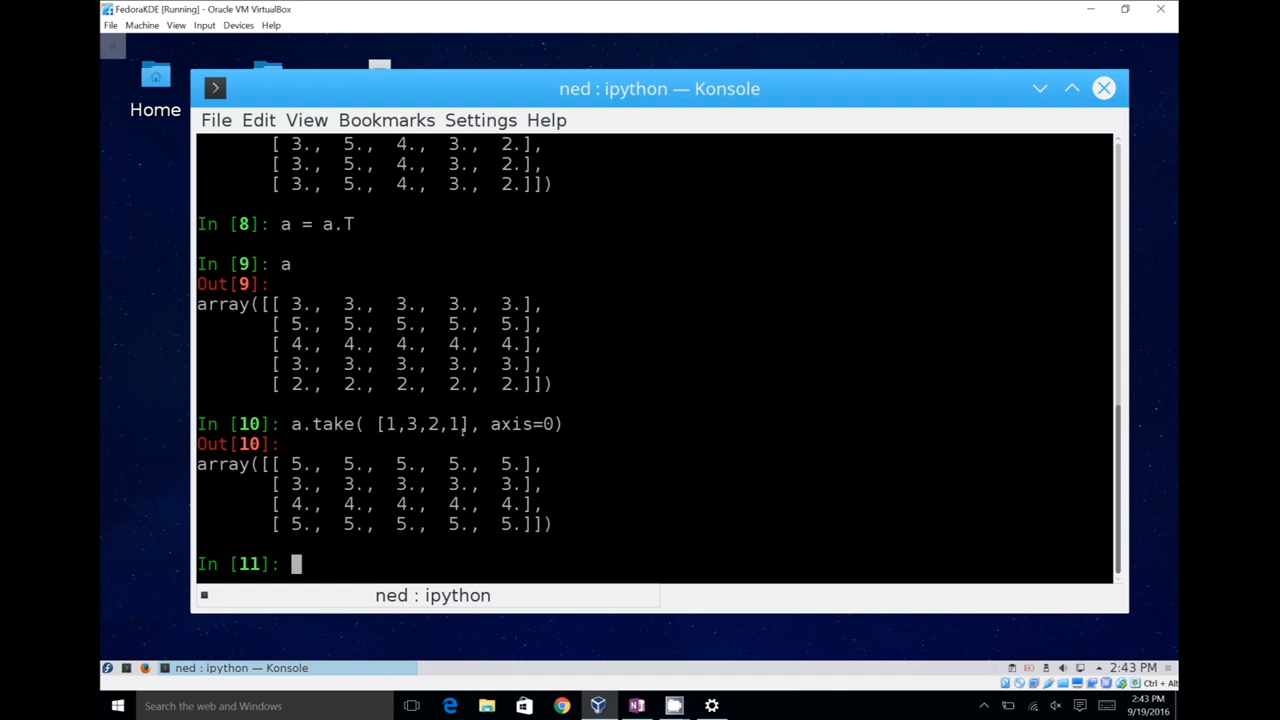 FedoraKDE [Running] - Oracle VM VirtualBox
File Machine View Input Devices Help
Home
ned : ipython — Konsole
File Edit View Bookmarks Settings Help
[ 3., 5., 4., 3., 2.],
[ 3., 5., 4., 3., 2.],
[ 3., 5., 4., 3., 2.]])
In [8]: a = a.T
In [9]: a
Out[9]:
array([[ 3., 3., 3., 3., 3.],
[ 5., 5., 5., 5., 5.],
[ 4., 4., 4., 4., 4.],
[ 3., 3., 3., 3., 3.],
[ 2., 2., 2., 2., 2.]])
In [10]: a.take( [1,3,2,1], axis=0)
Out[10]:
array([[ 5., 5., 5., 5., 5.],
[ 3., 3., 3., 3., 3.],
[ 4., 4., 4., 4., 4.],
[ 5., 5., 5., 5., 5.]])
In [11]:
ned : ipython
ned : ipython — Konsole
2:43 PM
Ctrl + Alt
Search the web and Windows
2:43 PM
9/19/2016